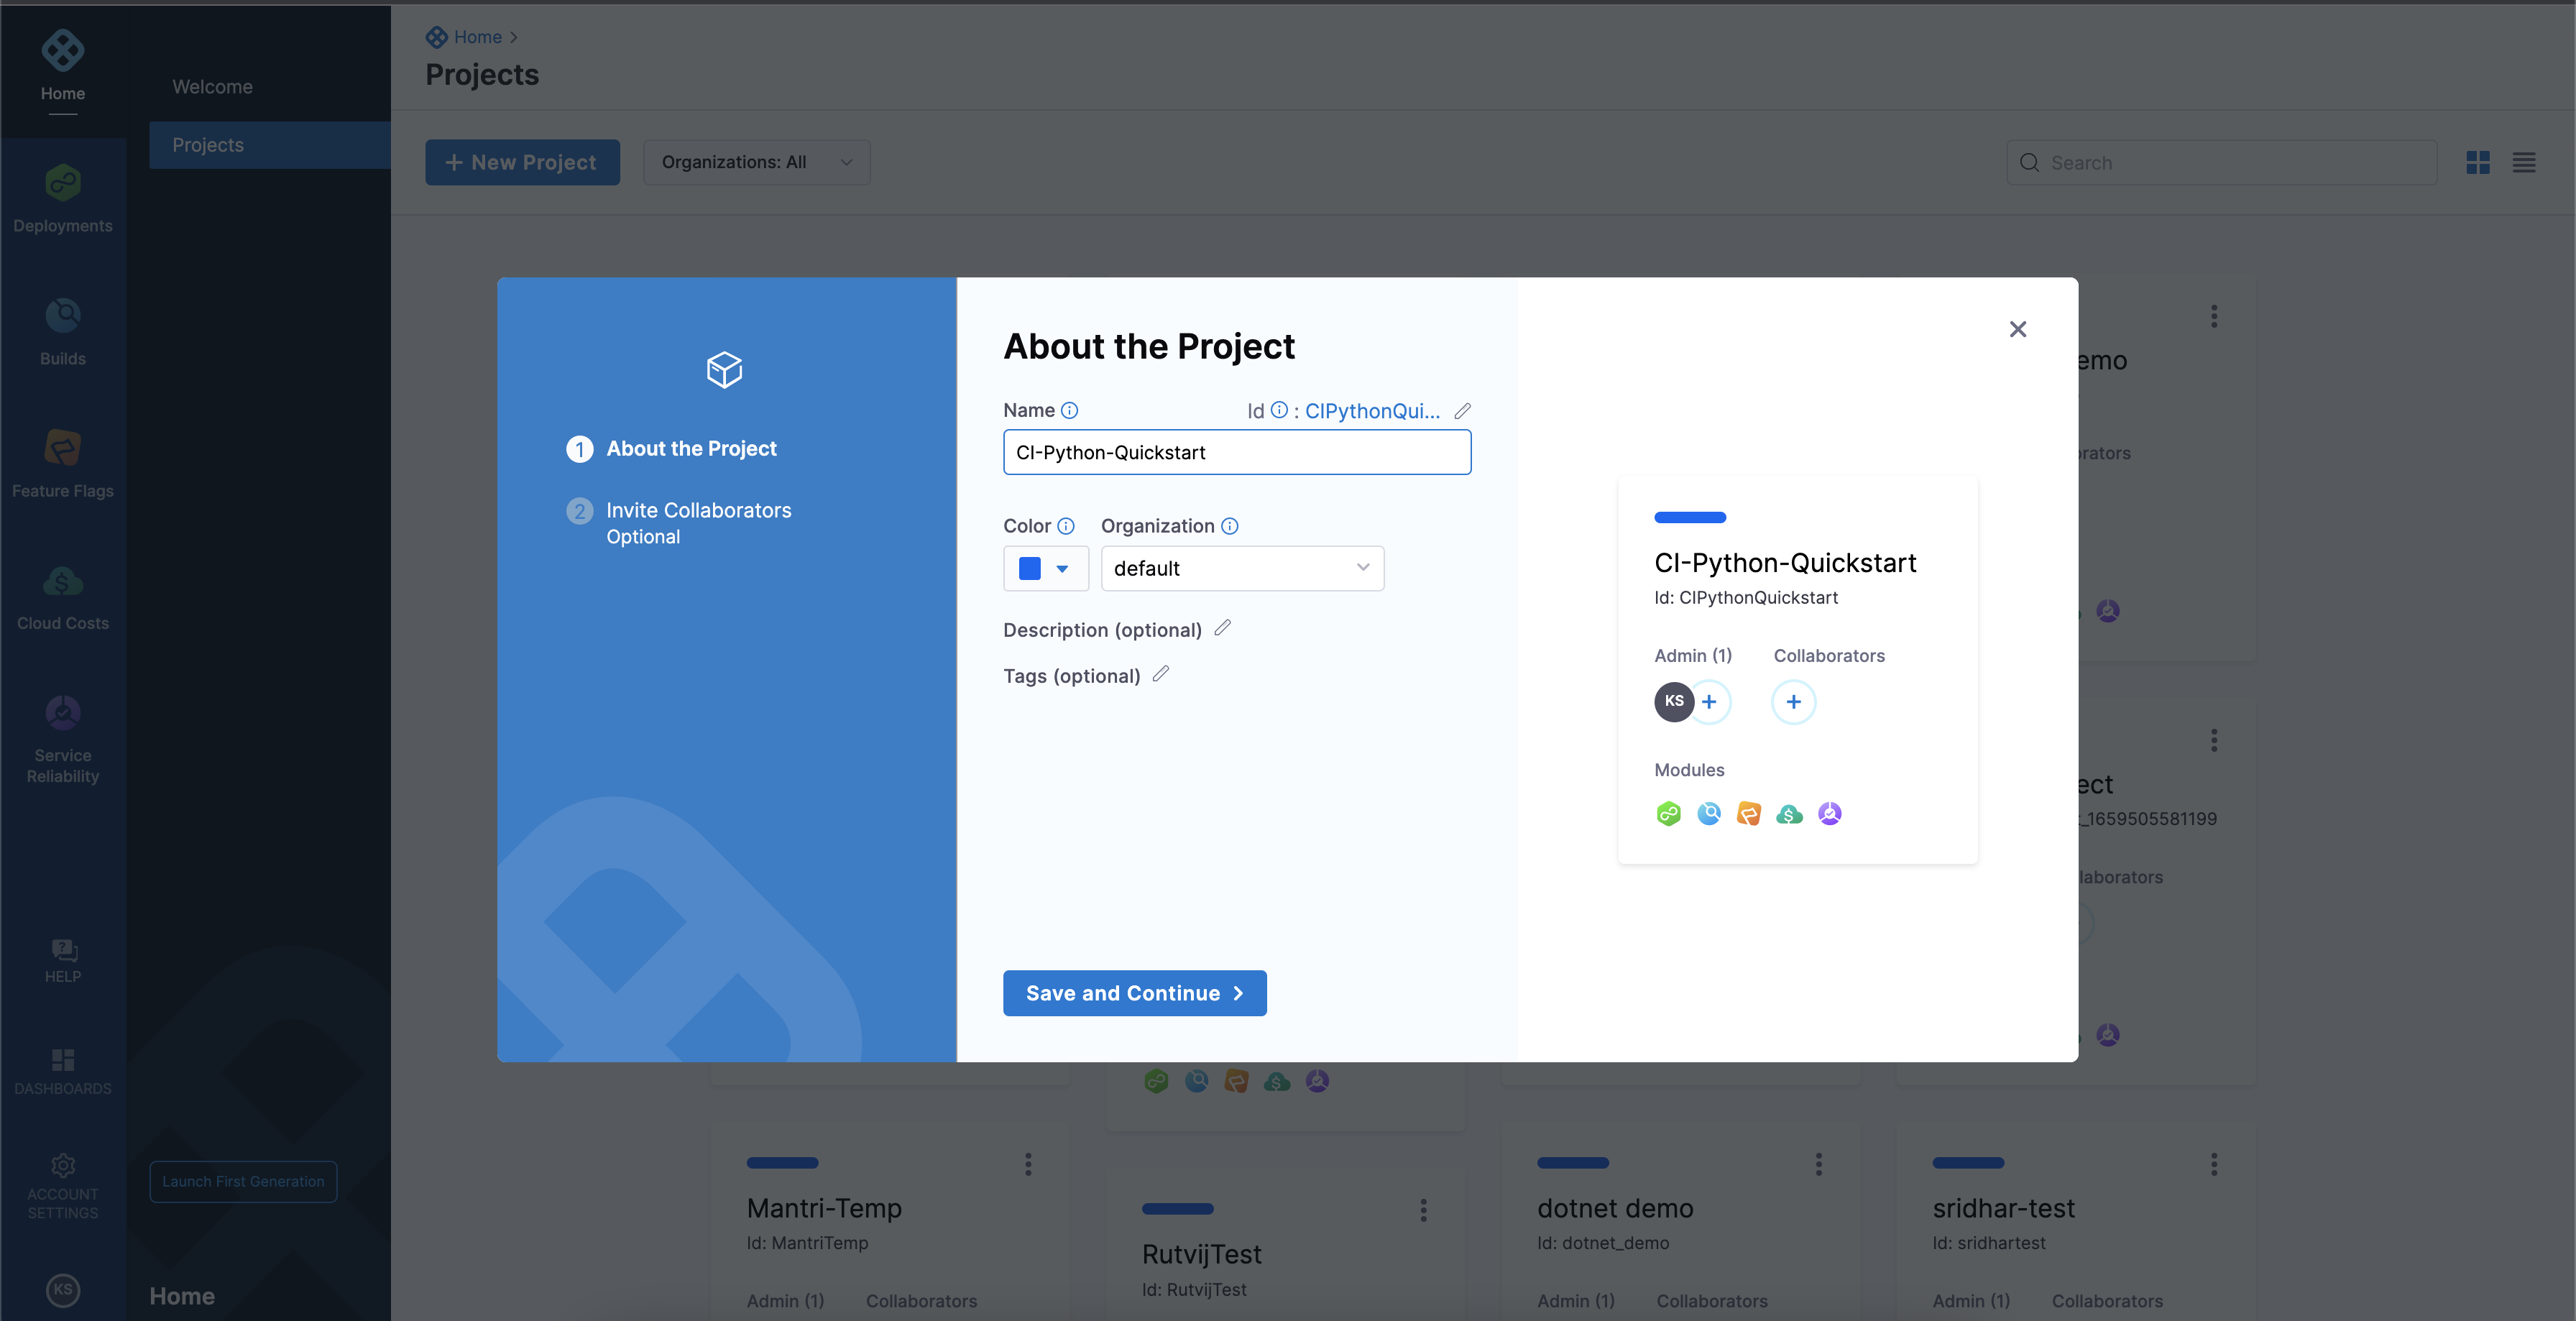 Home
Deployments
Builds
Feature Flags
Cloud Costs
Service
Reliability
HELP
DASHBOARDS
ACCOUNT
SETTINGS
KS
Welcome
Projects
Launch First Generation
Home
Home
Projects
+ New Project
Organizations: All
Search
1
About the Project
2
Invite Collaborators
Optional
About the Project
Name
Id : CIPythonQui...
CI-Python-Quickstart
Color
Organization
default
Description (optional)
Tags (optional)
Save and Continue
CI-Python-Quickstart
Id: CIPythonQuickstart
Admin (1)
Collaborators
KS
Modules
emo
orators
ect
t_1659505581199
llaborators
Mantri-Temp
Id: MantriTemp
Admin (1)
Collaborators
RutvijTest
Id: RutvijTest
dotnet demo
Id: dotnet_demo
Admin (1)
Collaborators
sridhar-test
Id: sridhartest
Admin (1)
Collaborators